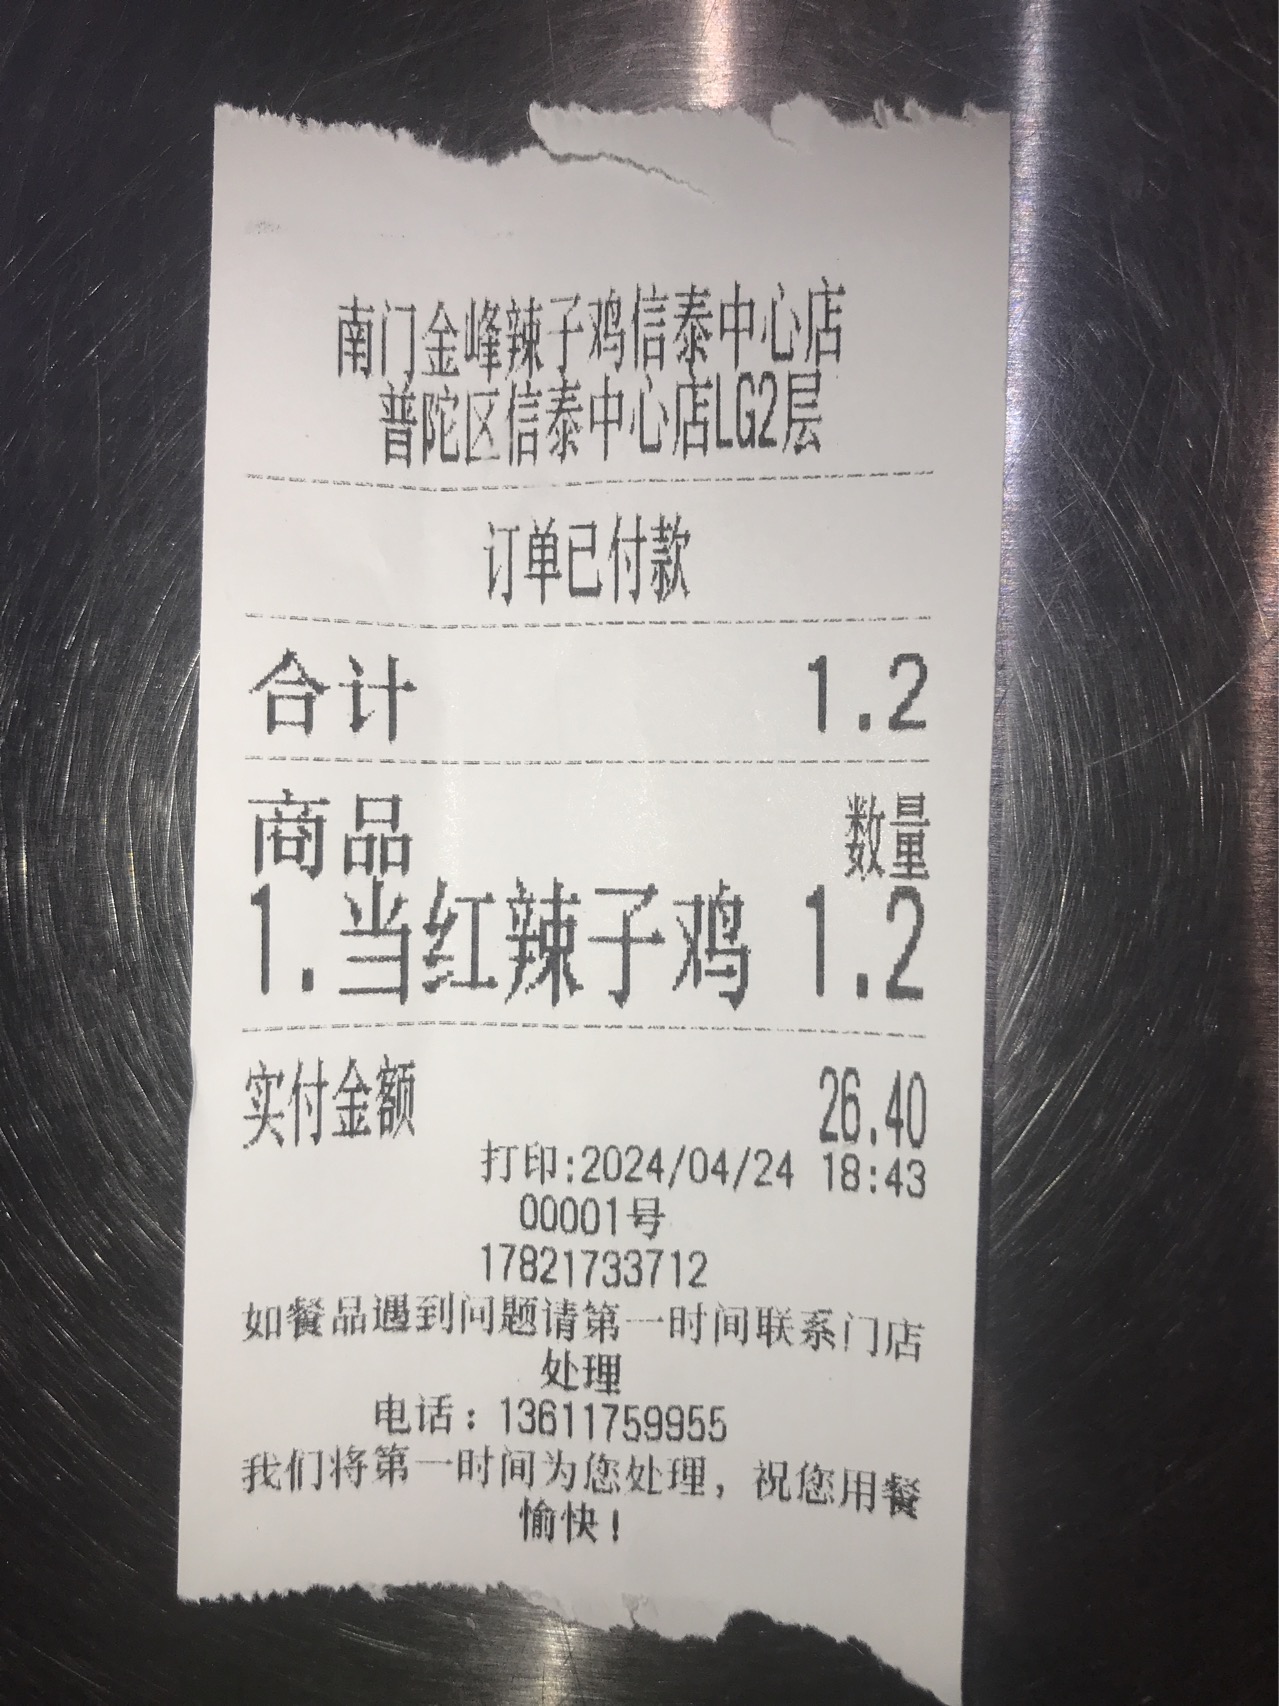 南门金峰辣子鸡信泰中心店
普陀区信泰中心店LG2层
订单已付款
合计 1.2
商品 数量
1.当红辣子鸡 1.2
实付金额 26.40
打印:2024/04/24 18:43
00001号
17821733712
如餐品遇到问题请第一时间联系门店
处理
电话：13611759955
我们将第一时间为您处理，祝您用餐
愉快！